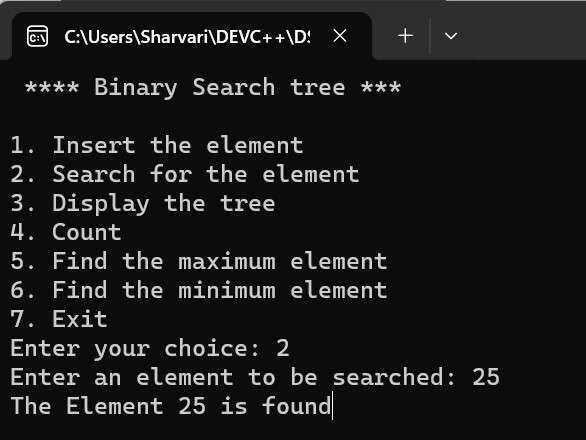 C:\Users\Sharvari\DEVC++\DS
**** Binary Search tree ***
1. Insert the element
2. Search for the element
3. Display the tree
4. Count
5. Find the maximum element
6. Find the minimum element
7. Exit
Enter your choice: 2
Enter an element to be searched: 25
The Element 25 is found